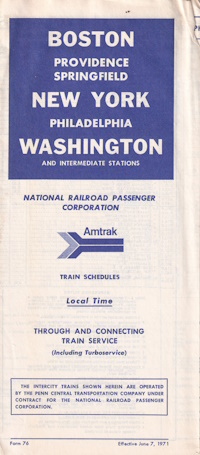 BOSTON
PROVIDENCE
SPRINGFIELD
NEW YORK
PHILADELPHIA
WASHINGTON
AND INTERMEDIATE STATIONS
NATIONAL RAILROAD PASSENGER
CORPORATION
Amtrak
TRAIN SCHEDULES
Local Time
THROUGH AND CONNECTING
TRAIN SERVICE
(Including Turboservice)
THE INTERCITY TRAINS SHOWN HEREIN ARE OPERATED
BY THE PENN CENTRAL TRANSPORTATION COMPANY UNDER
CONTRACT FOR THE NATIONAL RAILROAD PASSENGER
CORPORATION.
Form 76
Effective June 7, 1971